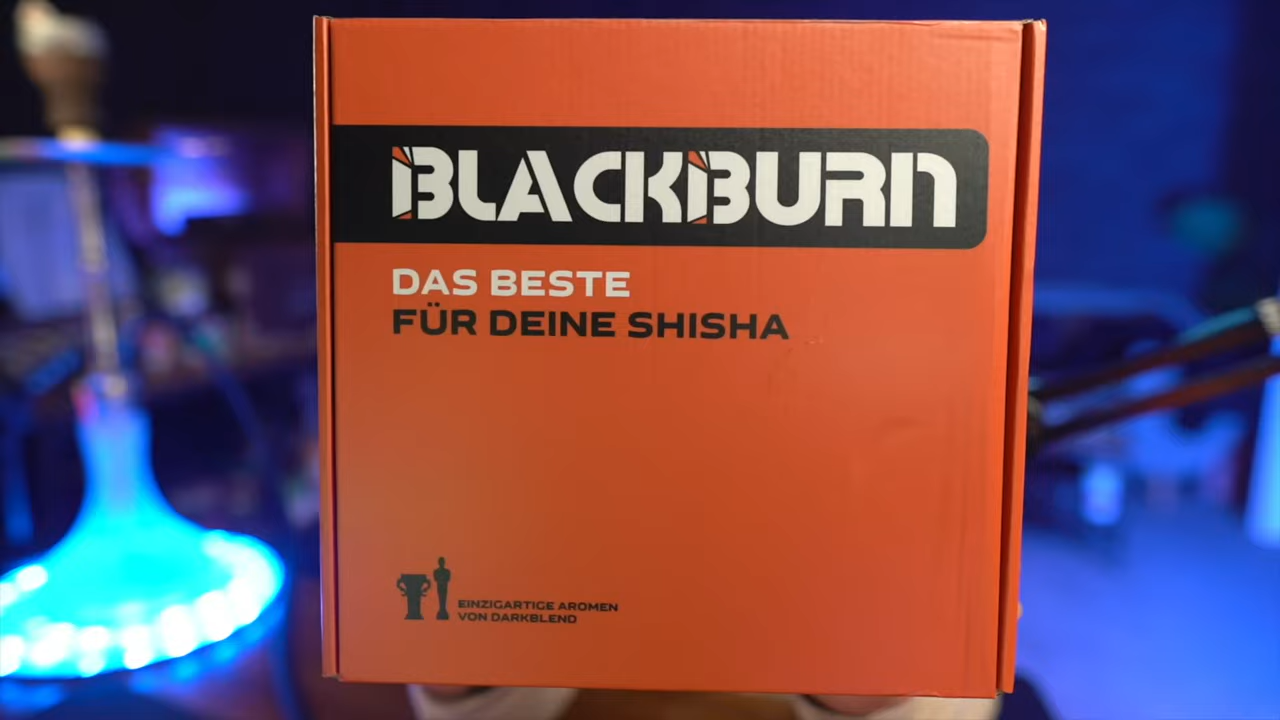 BLACKBURN
DAS BESTE
FÜR DEINE SHISHA
EINZIGARTIGE AROMEN
VON DARKBLEND